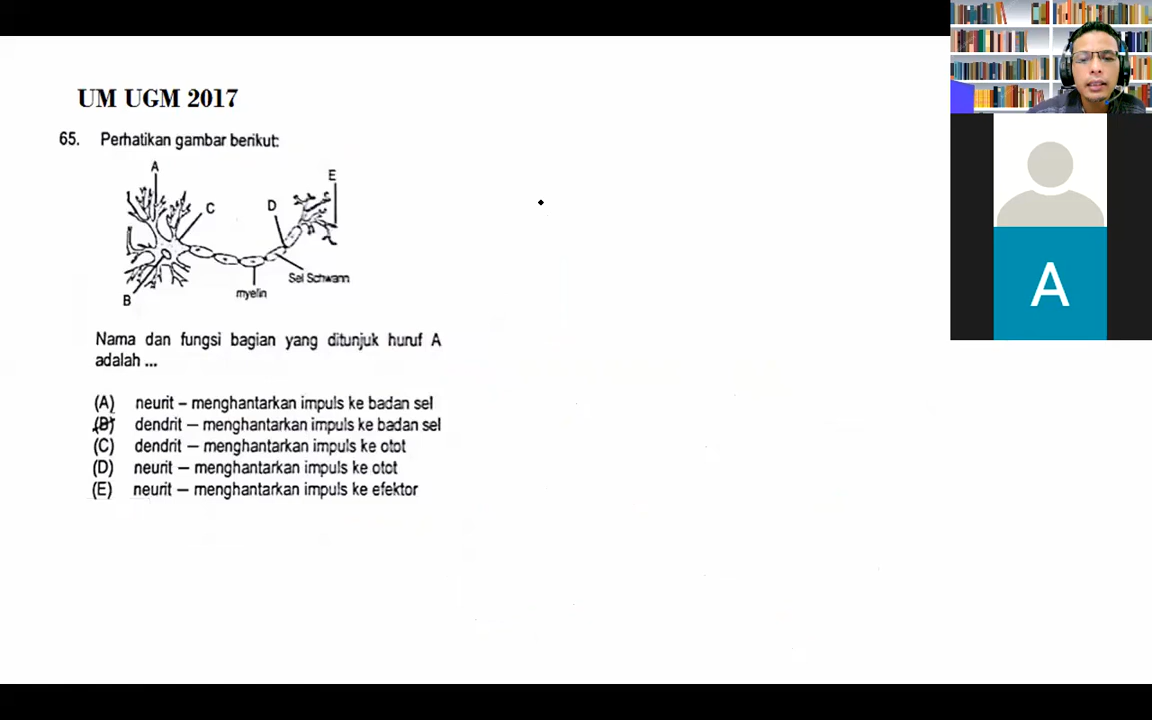 UM UGM 2017
65. Perhatikan gambar berikut:
A
E
C
D
Sel Schwann
myelin
B
Nama dan fungsi bagian yang ditunjuk huruf A
adalah ...
(A) neurit – menghantarkan impuls ke badan sel
(B) dendrit – menghantarkan impuls ke badan sel
(C) dendrit – menghantarkan impuls ke otot
(D) neurit – menghantarkan impuls ke otot
(E) neurit – menghantarkan impuls ke efektor
A